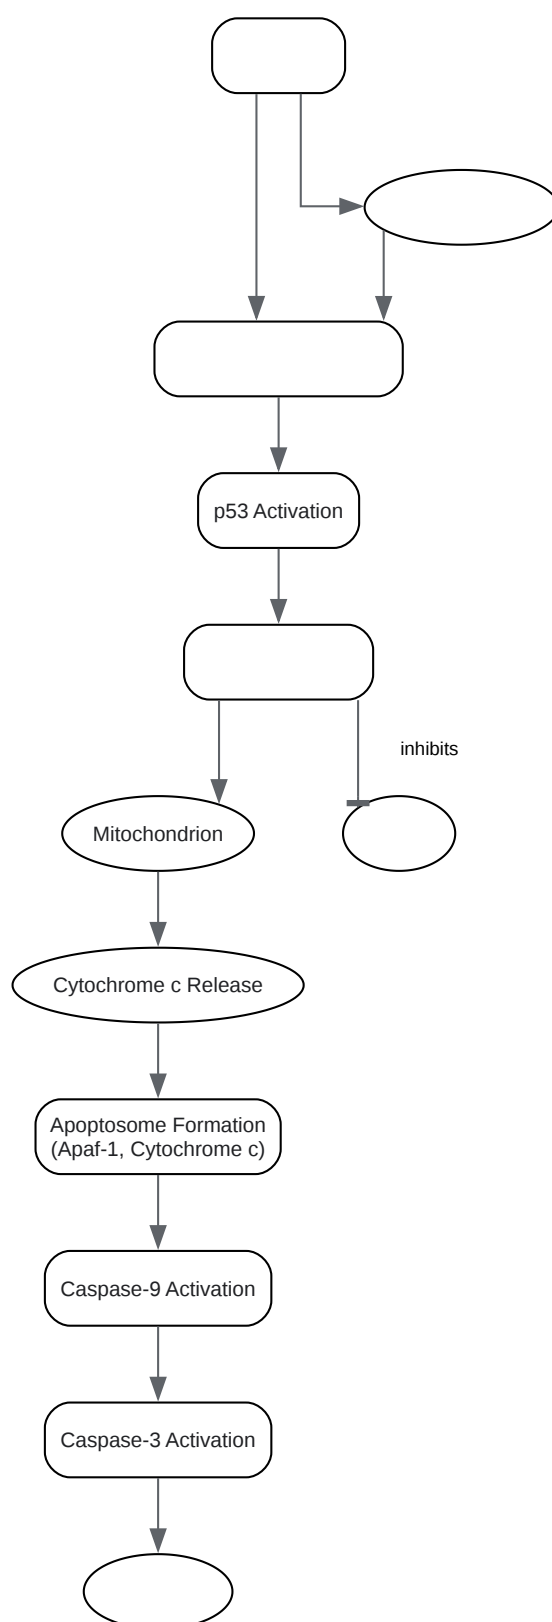 p53 Activation
inhibits
Mitochondrion
Cytochrome c Release
Apoptosome Formation
(Apaf-1, Cytochrome c)
Caspase-9 Activation
Caspase-3 Activation